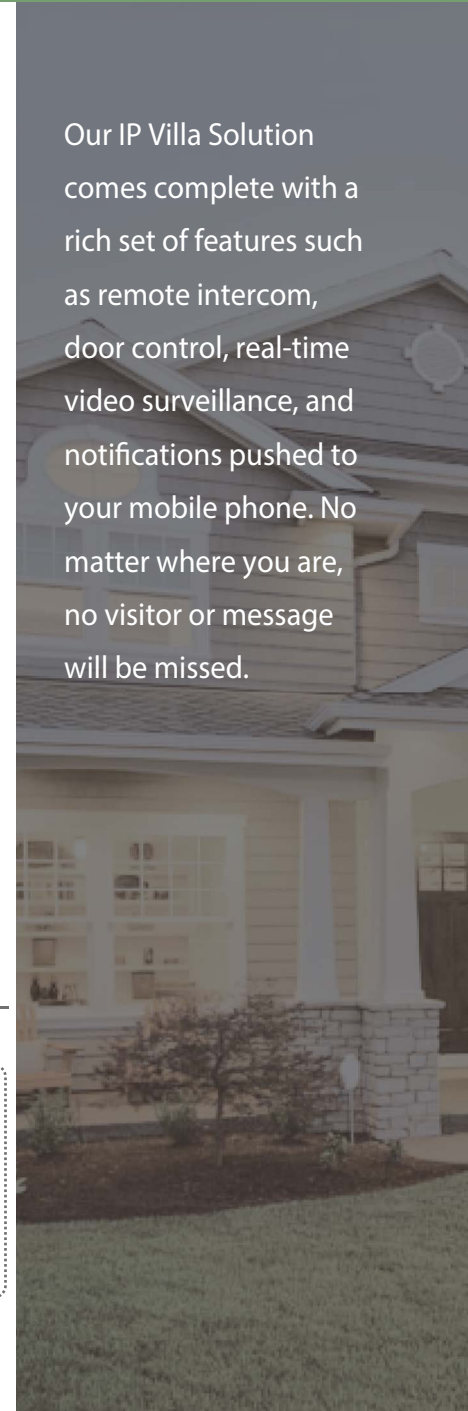 Our IP Villa Solution
comes complete with a
rich set of features such
as remote intercom,
door control, real-time
video surveillance, and
notifications pushed to
your mobile phone. No
matter where you are,
no visitor or message
will be missed.